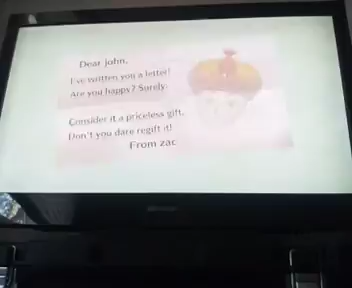 Dear john,
I've written you a letter!
Are you happy? Surely.
Consider it a priceless gift,
Don't you dare regift it!
From zac